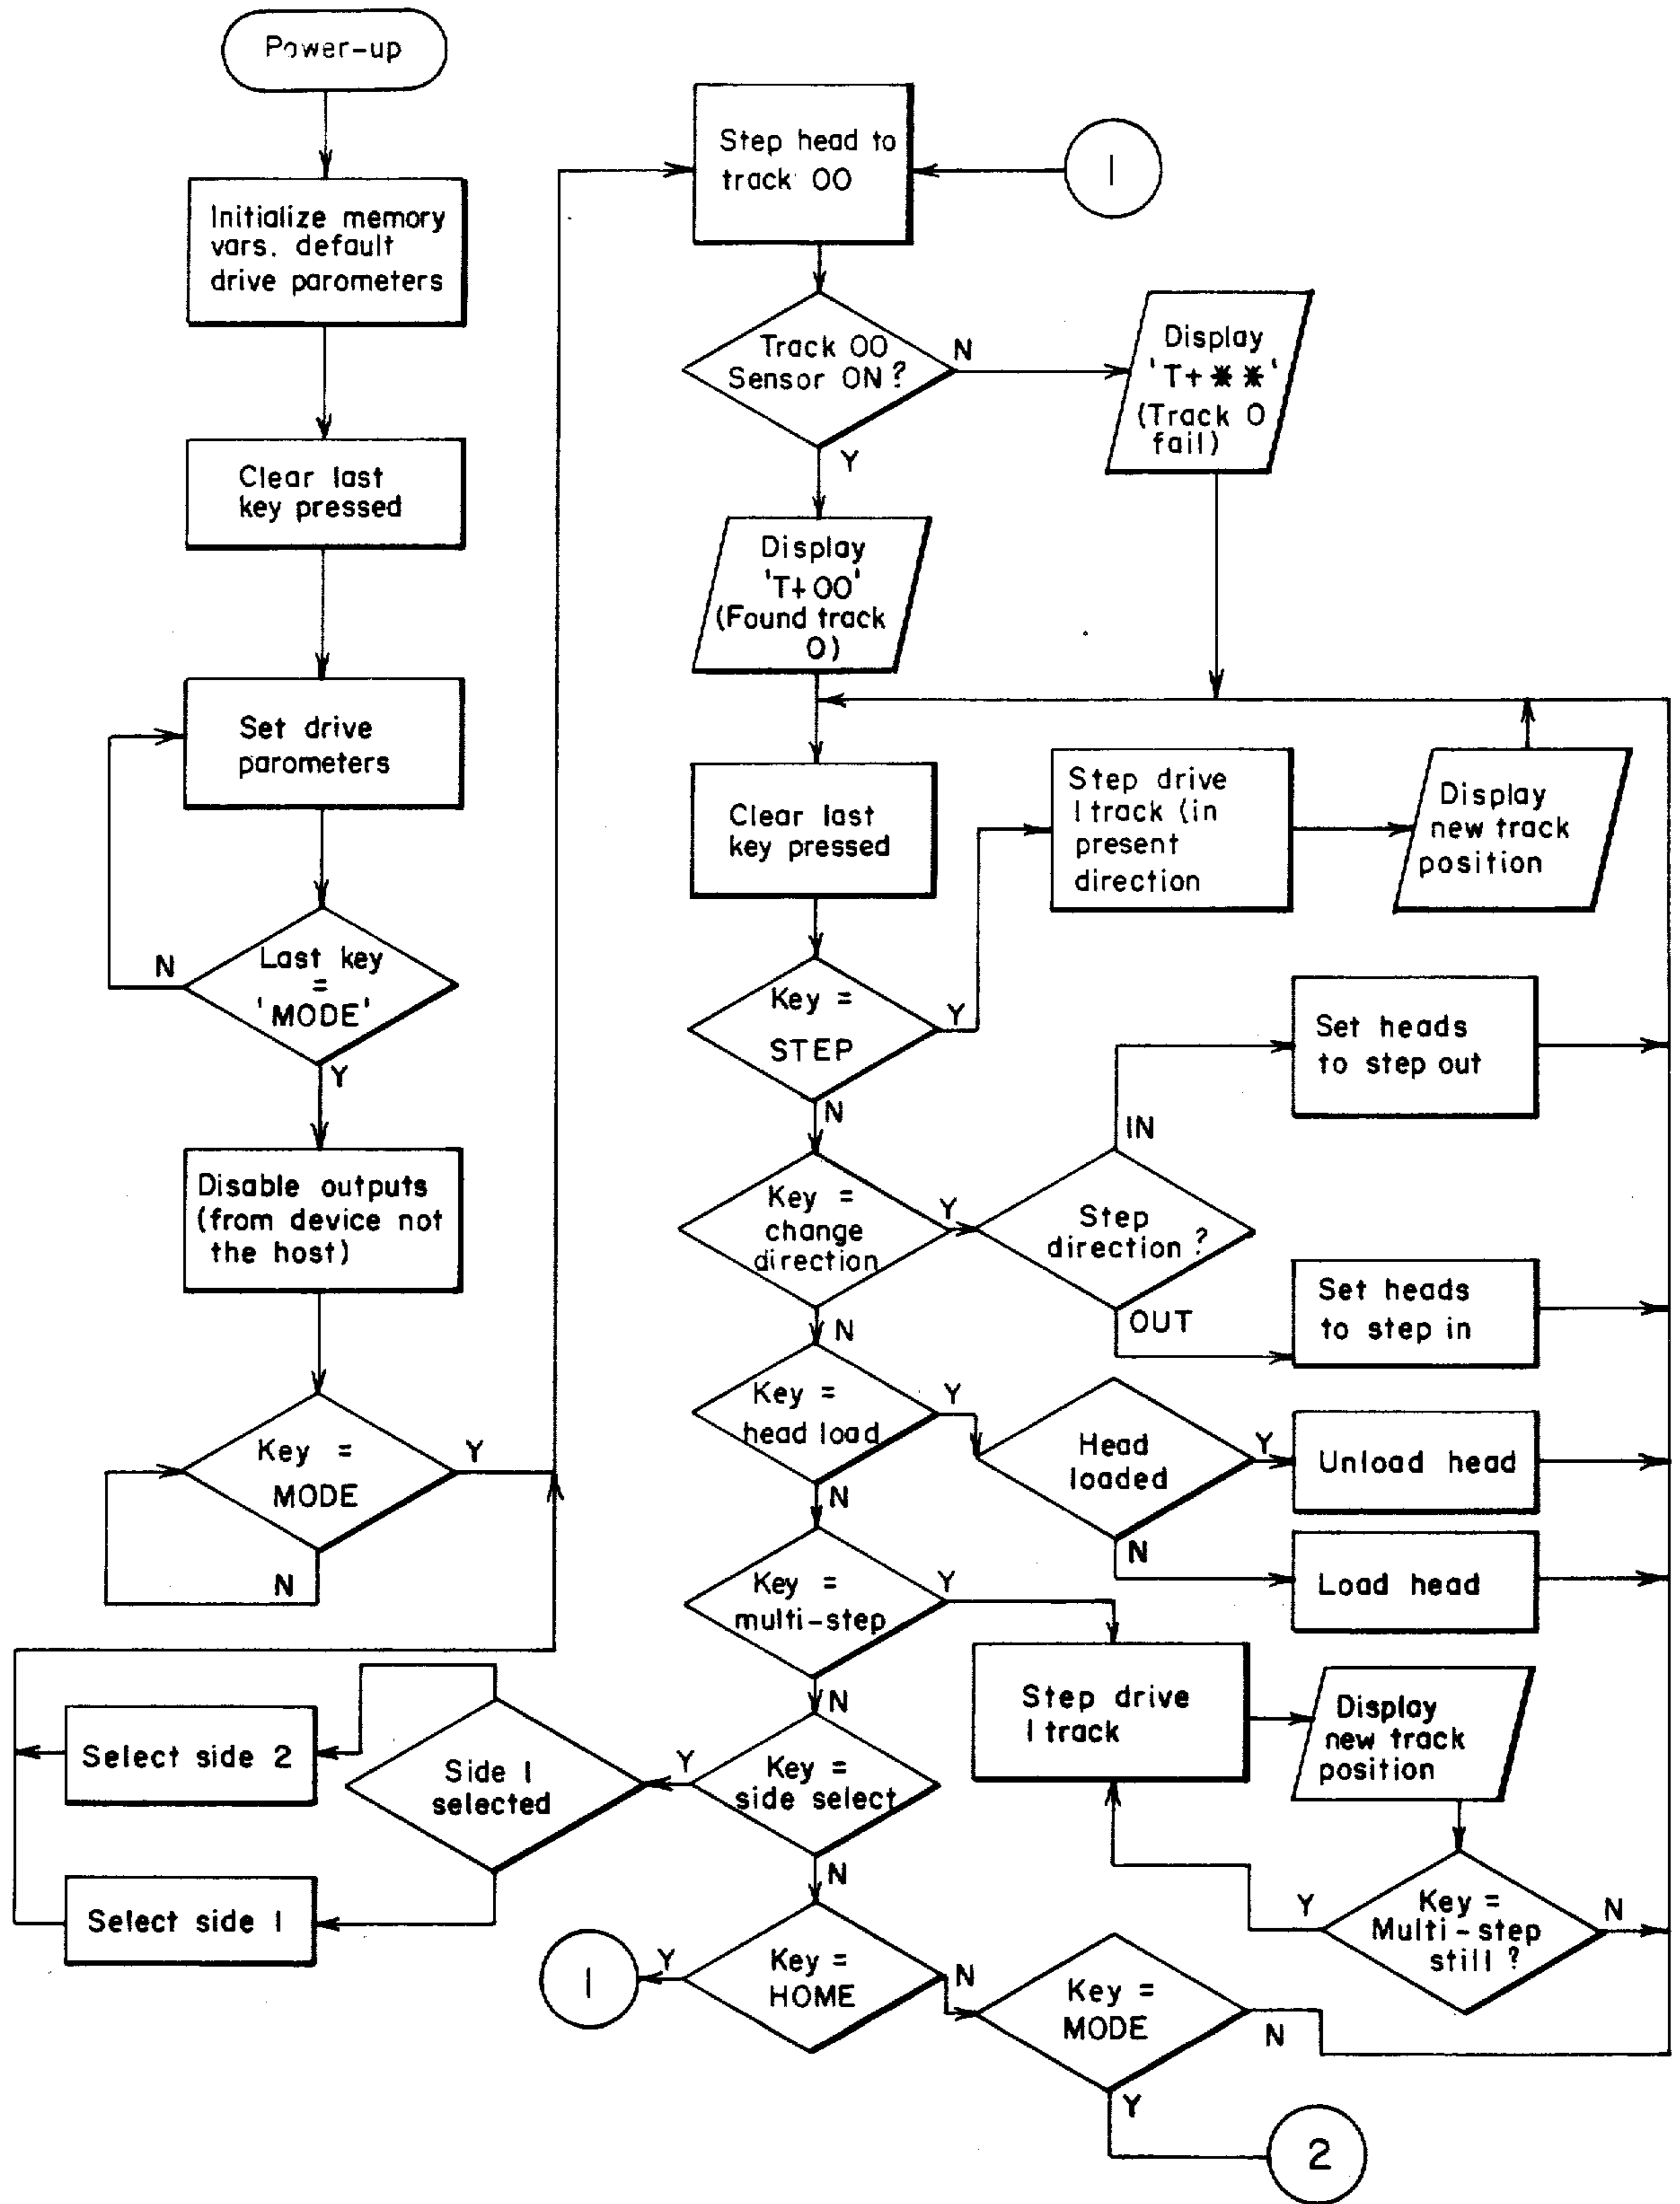 Power-up
Initialize memory
vars. default
drive parometers
Clear last
key pressed
Set drive
parometers
Last key
=
'MODE'
N
Y
Disable outputs
(from device not
the host)
Key =
MODE
Y
N
Step head to
track 00
1
Track 00
Sensor ON?
N
Y
Display
'T+**'
(Track 0
fail)
Display
'T+00'
(Found track
0)
Clear last
key pressed
Step drive
1 track (in
present
direction
Display
new track
position
Key =
STEP
Y
N
Key =
change
direction
Y
N
Step
direction ?
IN
OUT
Set heads
to step out
Set heads
to step in
Key =
head load
Y
N
Head
loaded
Y
N
Unload head
Load head
Key =
multi-step
Y
N
Step drive
1 track
Display
new track
position
Key =
Multi-step
still ?
Y
N
Key =
side select
Y
N
Side 1
selected
Select side 2
Select side 1
Key =
HOME
Y
N
1
Key =
MODE
N
Y
2